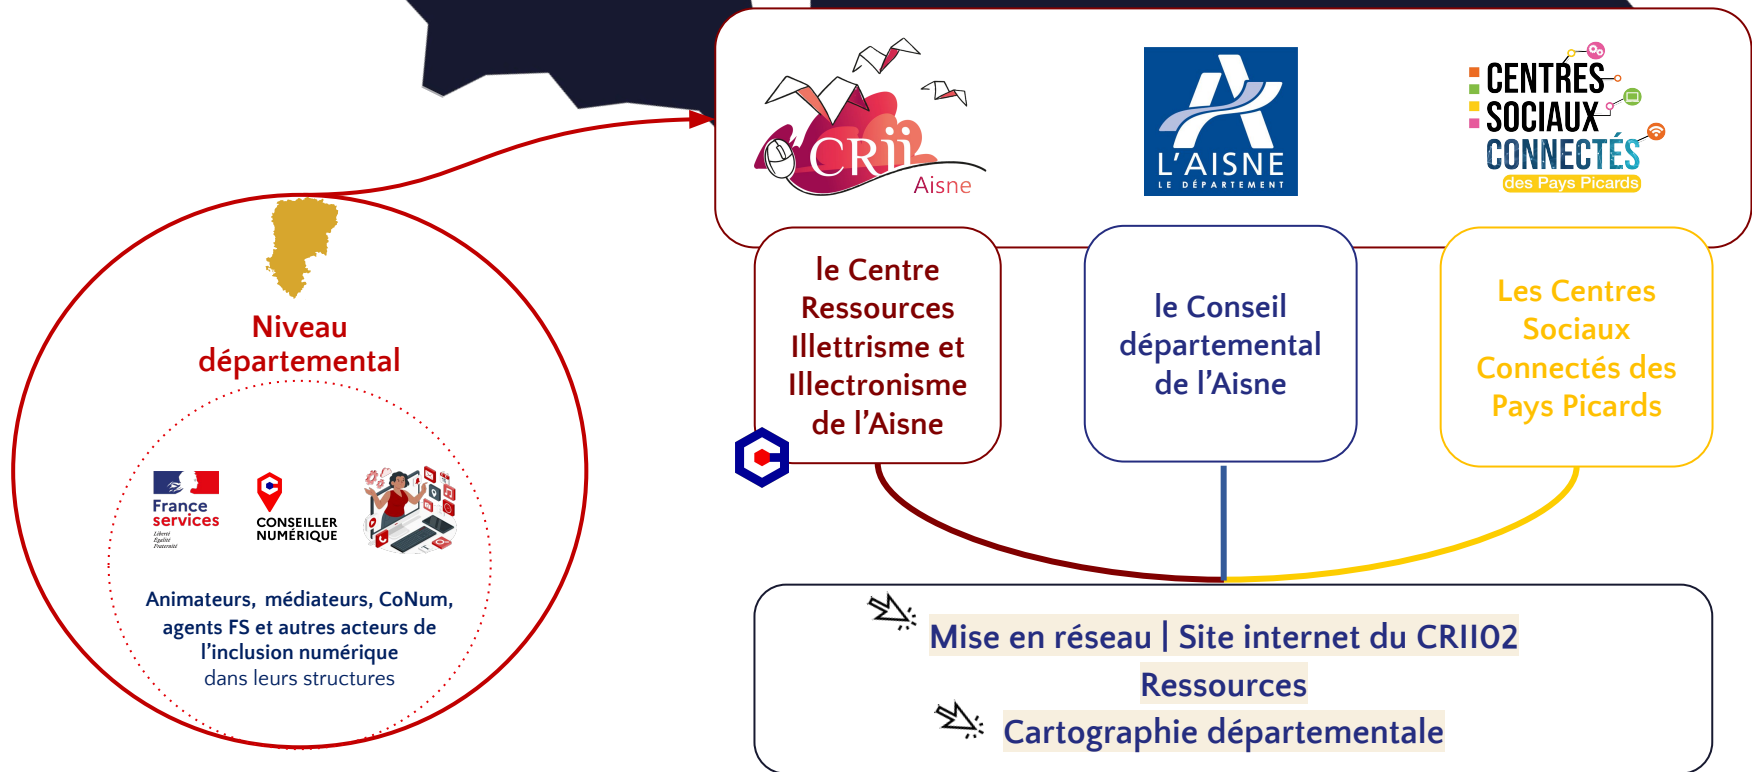 CRii
Aisne
L'AISNE
LE DÉPARTEMENT
CENTRES
SOCIAUX
CONNECTÉS
des Pays Picards
le Centre
Ressources
Illettrisme et
Illectronisme
de l'Aisne
le Conseil
départemental
de l'Aisne
Les Centres
Sociaux
Connectés des
Pays Picards
Niveau
départemental
France
services
Liberté
Égalité
Fraternité
CONSEILLER
NUMÉRIQUE
Animateurs, médiateurs, CoNum,
agents FS et autres acteurs de
l'inclusion numérique
dans leurs structures
Mise en réseau | Site internet du CRII02
Ressources
Cartographie départementale